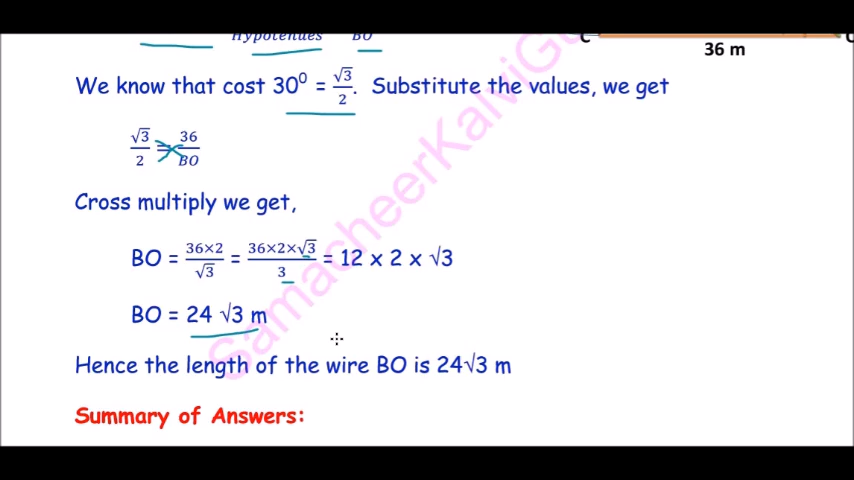 Hypotenues BO
C
36 m
We know that cost 30⁰ = √3/2. Substitute the values, we get
√3/2 = 36/BO
Cross multiply we get,
BO = 36×2/√3 = 36×2×√3/3 = 12 x 2 x √3
BO = 24 √3 m
Hence the length of the wire BO is 24√3 m
Summary of Answers: